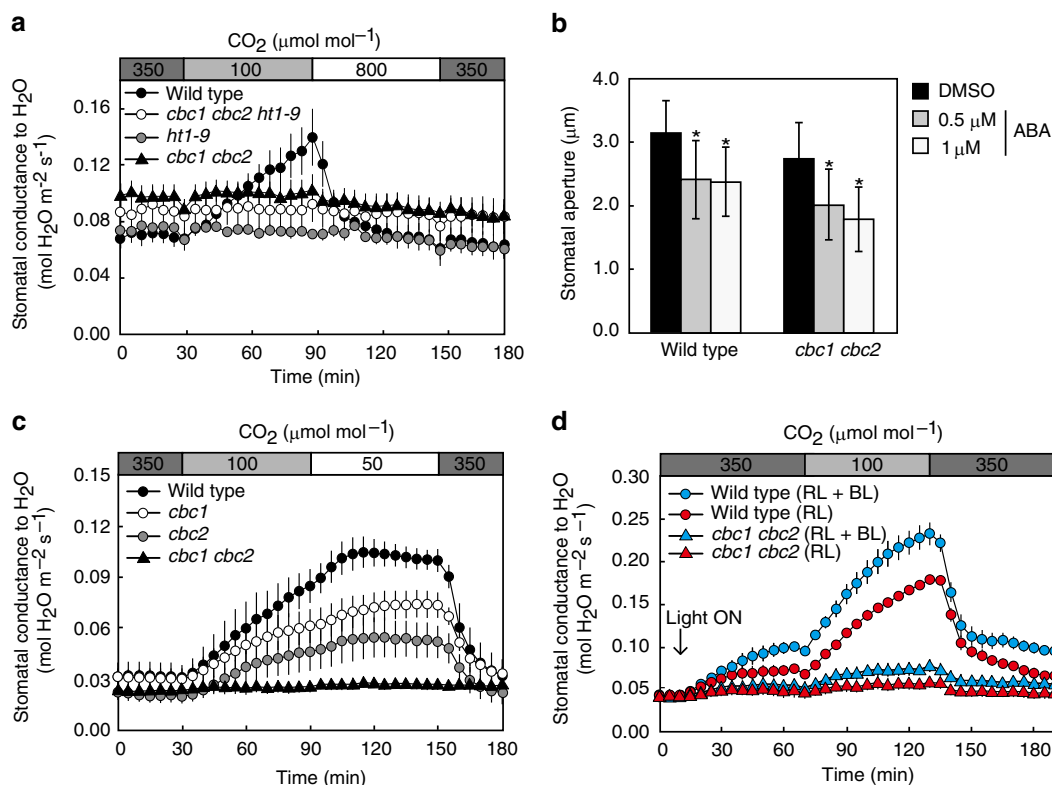 a
CO2 (μmol mol–1)
350 100 800 350
Stomatal conductance to H2O
(mol H2O m-2 s–1)
0.16
0.12
0.08
0.04
0.00
Wild type
cbc1 cbc2 ht1-9
ht1-9
cbc1 cbc2
0 30 60 90 120 150 180
Time (min)
b
Stomatal aperture (μm)
4.0
3.0
2.0
1.0
0.0
* *
* *
Wild type cbc1 cbc2
DMSO
0.5 μM
1 μM
ABA
c
CO2 (μmol mol–1)
350 100 50 350
Stomatal conductance to H2O
(mol H2O m-2 s–1)
0.15
0.12
0.09
0.06
0.03
0.00
Wild type
cbc1
cbc2
cbc1 cbc2
0 30 60 90 120 150 180
Time (min)
d
CO2 (μmol mol–1)
350 100 350
Stomatal conductance to H2O
(mol H2O m-2 s–1)
0.30
0.25
0.20
0.15
0.10
0.05
0.00
Wild type (RL + BL)
Wild type (RL)
cbc1 cbc2 (RL + BL)
cbc1 cbc2 (RL)
Light ON
0 30 60 90 120 150 180
Time (min)